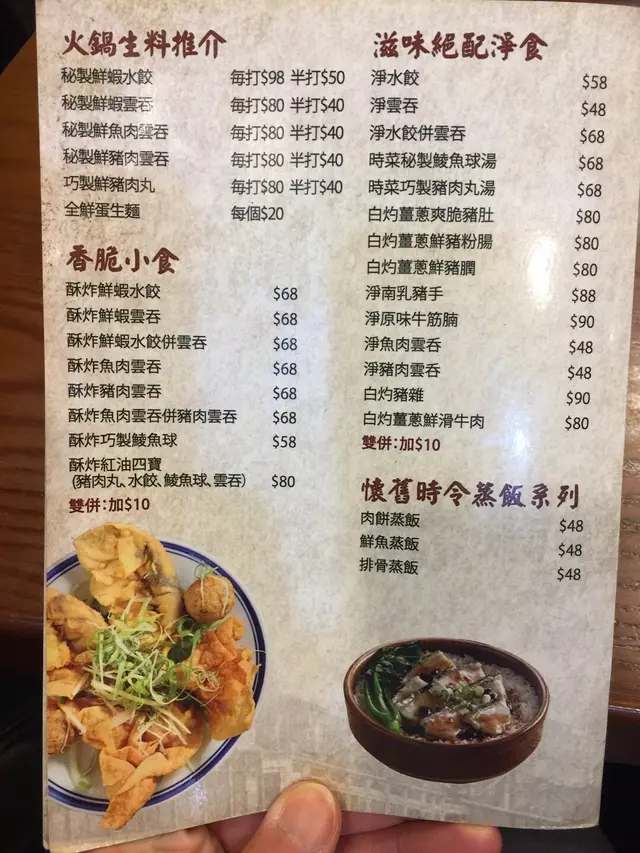 火鍋生料推介
秘製鮮蝦水餃 每打$98 半打$50
秘製鮮蝦雲吞 每打$80 半打$40
秘製鮮魚肉雲吞 每打$80 半打$40
秘製鮮豬肉雲吞 每打$80 半打$40
巧製鮮豬肉丸 每打$80 半打$40
全鮮蛋生麵 每個$20
香脆小食
酥炸鮮蝦水餃 $68
酥炸鮮蝦雲吞 $68
酥炸鮮蝦水餃併雲吞 $68
酥炸魚肉雲吞 $68
酥炸豬肉雲吞 $68
酥炸魚肉雲吞併豬肉雲吞 $68
酥炸巧製鯪魚球 $58
酥炸紅油四寶
(豬肉丸、水餃、鯪魚球、雲吞) $80
雙併:加$10
滋味絕配淨食
淨水餃 $58
淨雲吞 $48
淨水餃併雲吞 $68
時菜秘製鯪魚球湯 $68
時菜巧製豬肉丸湯 $68
白灼薑蔥爽脆豬肚 $80
白灼薑蔥鮮豬粉腸 $80
白灼薑蔥鮮豬膶 $80
淨南乳豬手 $88
淨原味牛筋腩 $90
淨魚肉雲吞 $48
淨豬肉雲吞 $48
白灼豬雜 $90
白灼薑蔥鮮滑牛肉 $80
雙併:加$10
懷舊時令蒸飯系列
肉餅蒸飯 $48
鮮魚蒸飯 $48
排骨蒸飯 $48